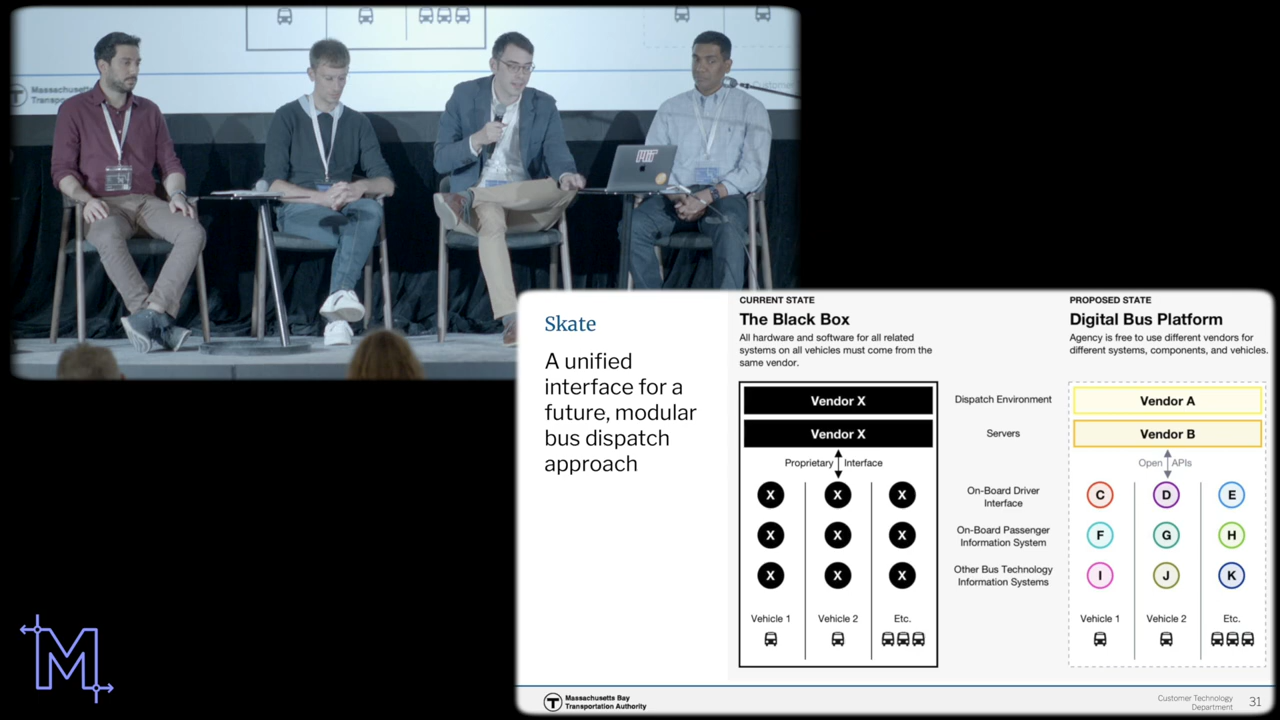 Massachusetts
Transportation
MIT
Skate
A unified
interface for a
future, modular
bus dispatch
approach
CURRENT STATE
The Black Box
All hardware and software for all related
systems on all vehicles must come from the
same vendor.
Vendor X
Vendor X
Proprietary Interface
X X X
X X X
X X X
Vehicle 1 Vehicle 2 Etc.
Dispatch Environment
Servers
On-Board Driver
Interface
On-Board Passenger
Information System
Other Bus Technology
Information Systems
PROPOSED STATE
Digital Bus Platform
Agency is free to use different vendors for
different systems, components, and vehicles.
Vendor A
Vendor B
Open APIs
C D E
F G H
I J K
Vehicle 1 Vehicle 2 Etc.
T Massachusetts Bay
Transportation Authority
Customer Technology
Department
31
M